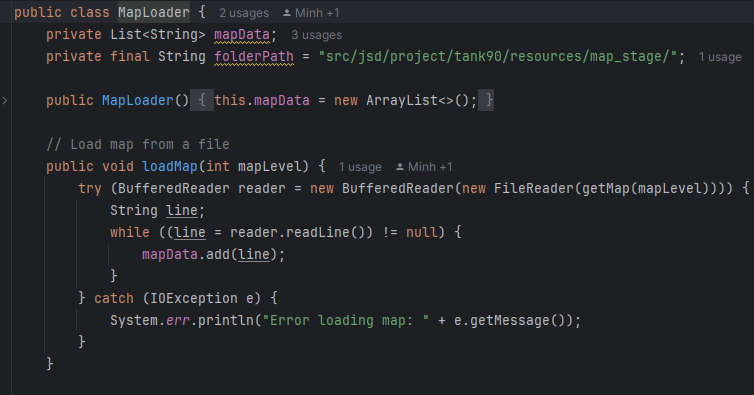 public class MapLoader { 2 usages Minh +1
    private List<String> mapData; 3 usages
    private final String folderPath = "src/jsd/project/tank90/resources/map_stage/"; 1 usage

    public MapLoader() { this.mapData = new ArrayList<>(); }

    // Load map from a file
    public void loadMap(int mapLevel) { 1 usage Minh +1
        try (BufferedReader reader = new BufferedReader(new FileReader(getMap(mapLevel)))) {
            String line;
            while ((line = reader.readLine()) != null) {
                mapData.add(line);
            }
        } catch (IOException e) {
            System.err.println("Error loading map: " + e.getMessage());
        }
    }